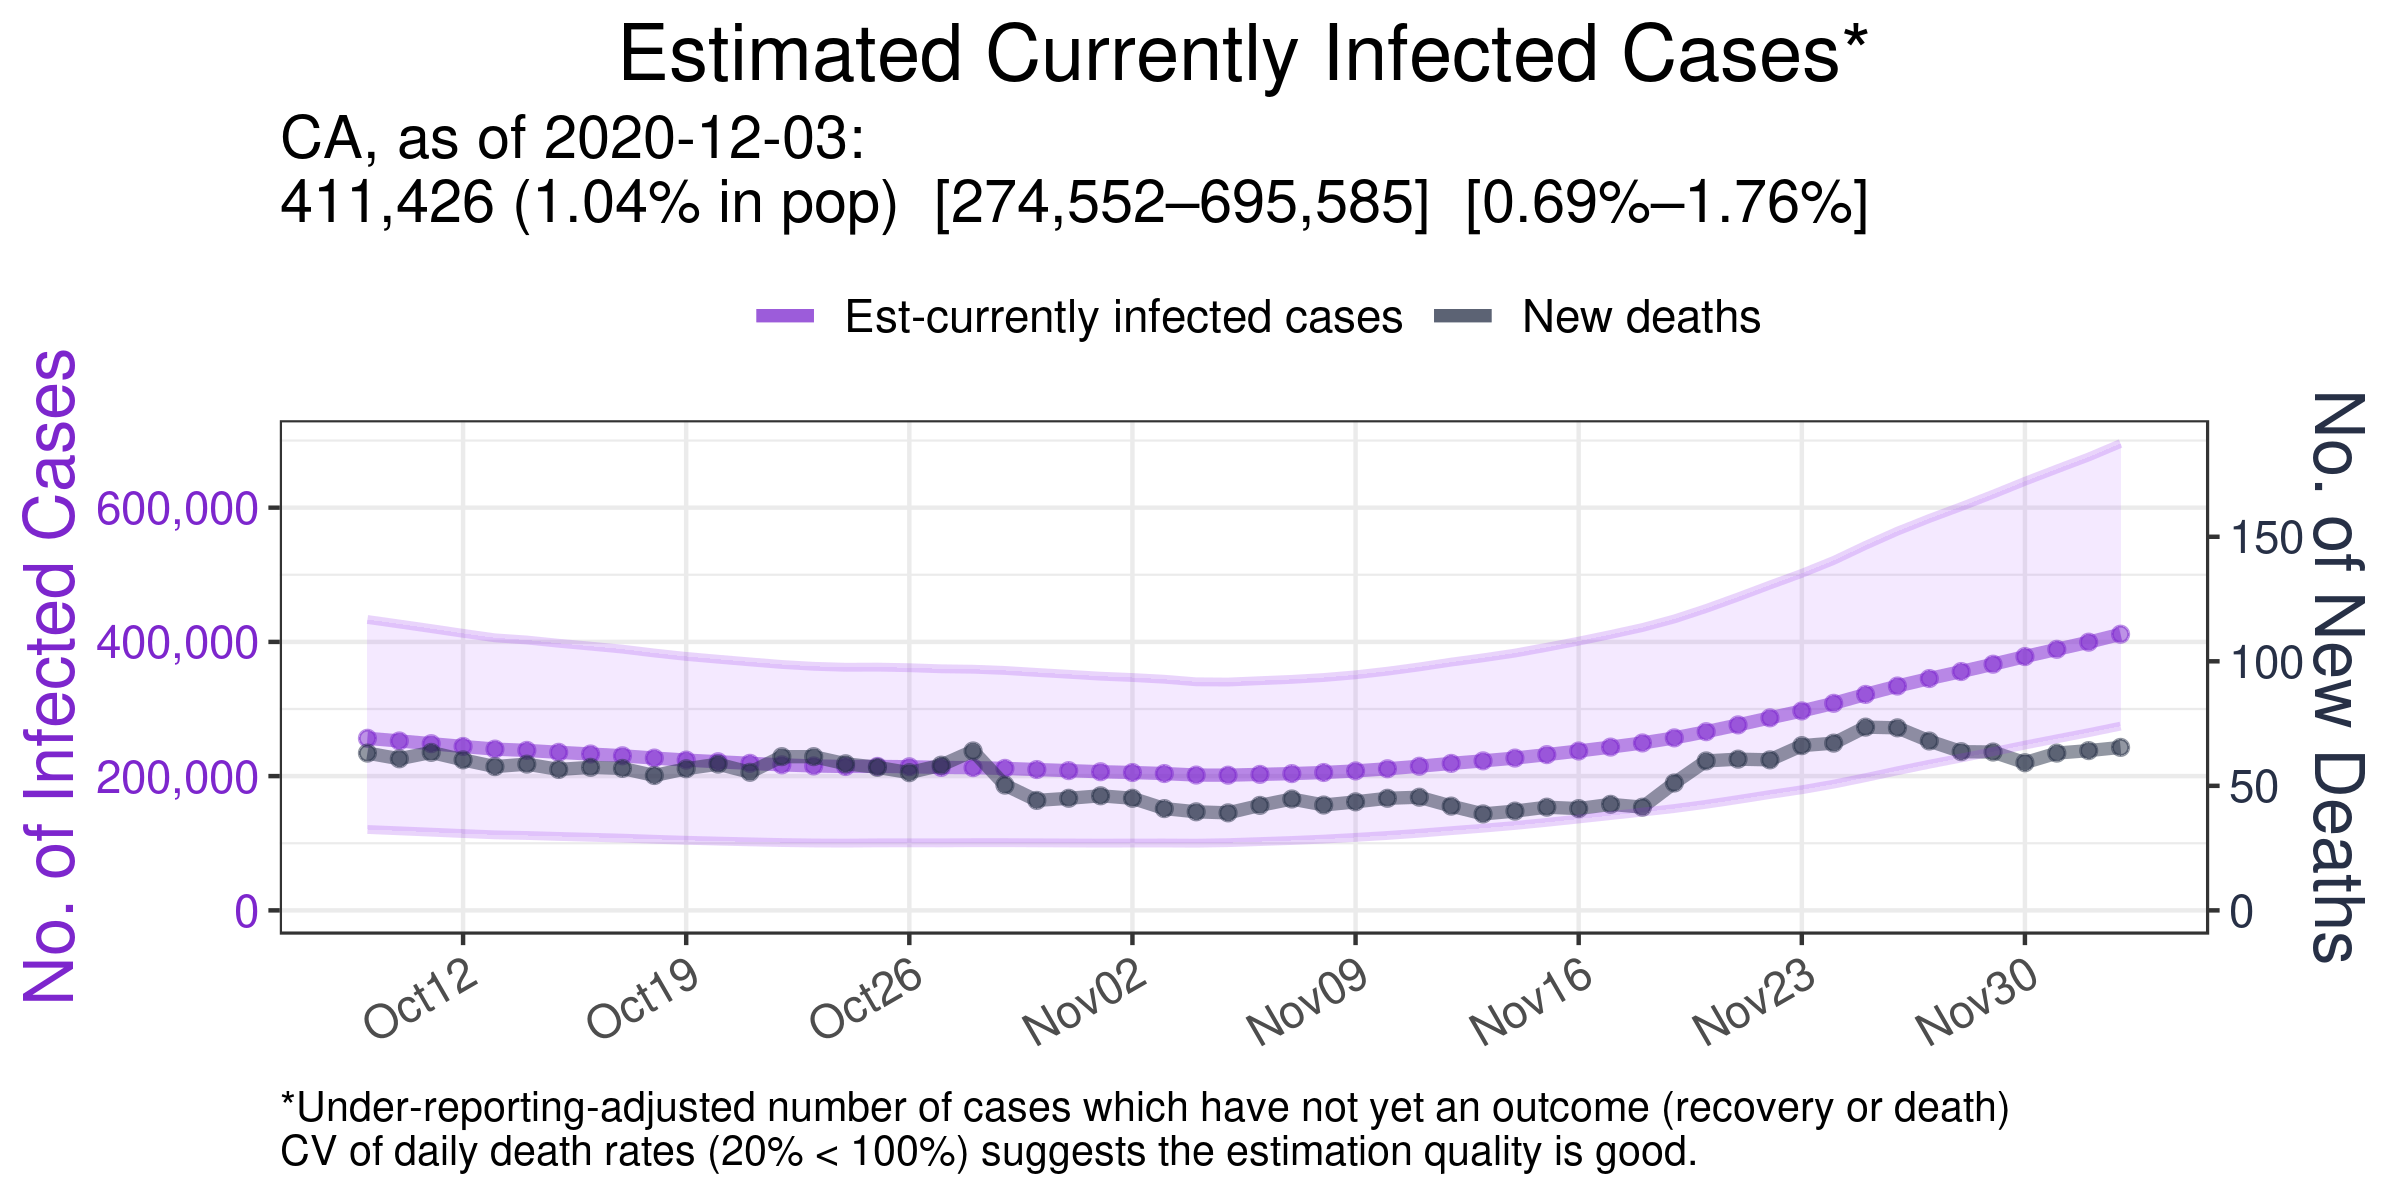 Estimated Currently Infected Cases*
CA, as of 2020-12-03:
411,426 (1.04% in pop) [274,552–695,585] [0.69%–1.76%]
Est-currently infected cases New deaths
No. of Infected Cases
600,000
400,000
200,000
0
150
100
50
0
No. of New Deaths
Oct12 Oct19 Oct26 Nov02 Nov09 Nov16 Nov23 Nov30
*Under-reporting-adjusted number of cases which have not yet an outcome (recovery or death)
CV of daily death rates (20% < 100%) suggests the estimation quality is good.